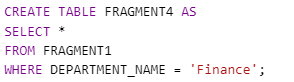 CREATE TABLE FRAGMENT4 AS
SELECT *
FROM FRAGMENT1
WHERE DEPARTMENT_NAME = 'Finance';